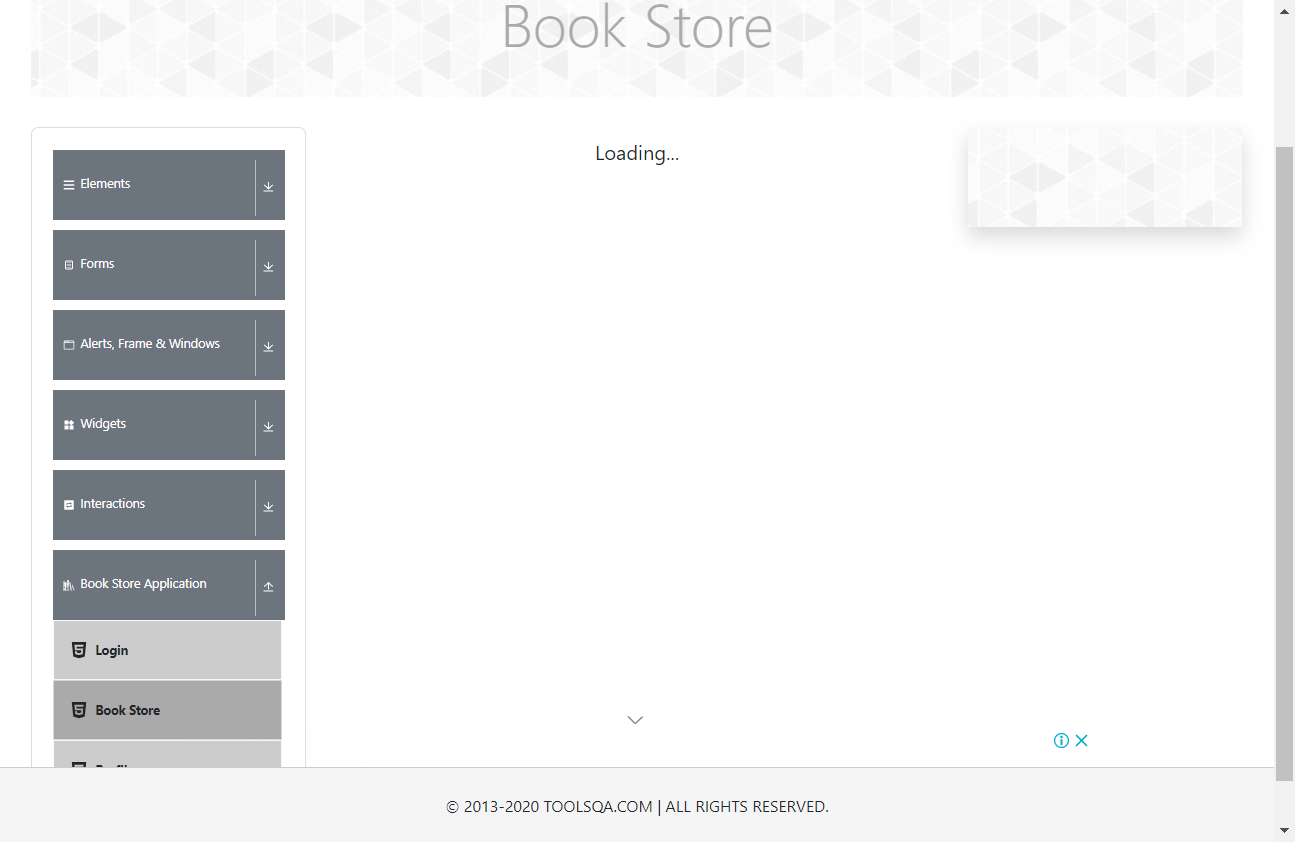 Book Store
Loading...
Elements
Forms
Alerts, Frame & Windows
Widgets
Interactions
Book Store Application
Login
Book Store
© 2013-2020 TOOLSQA.COM | ALL RIGHTS RESERVED.